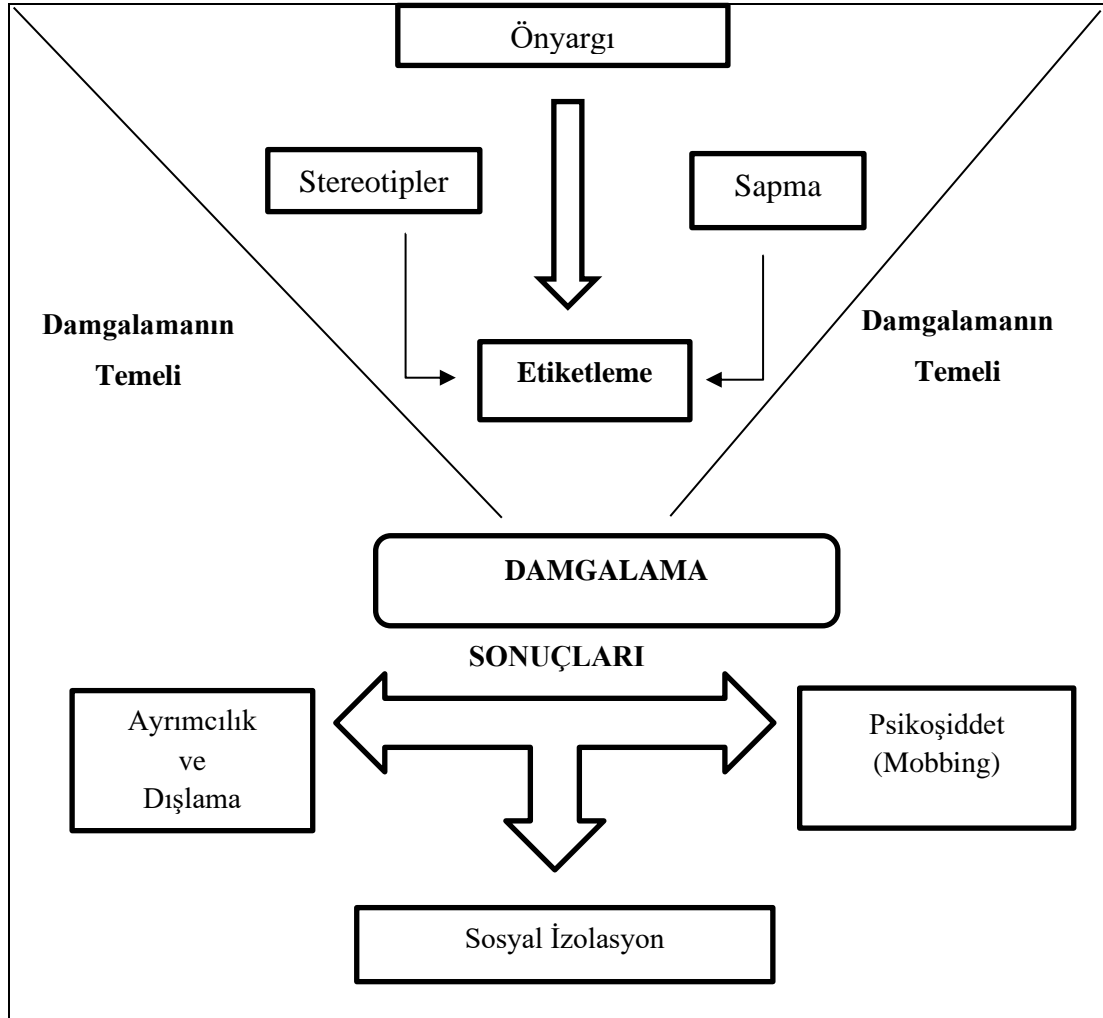 Önyargı
Stereotipler
Sapma
Damgalamanın
Temeli
Etiketleme
Damgalamanın
Temeli
DAMGALAMA
SONUÇLARI
Ayrımcılık
ve
Dışlama
Psikoşiddet
(Mobbing)
Sosyal İzolasyon